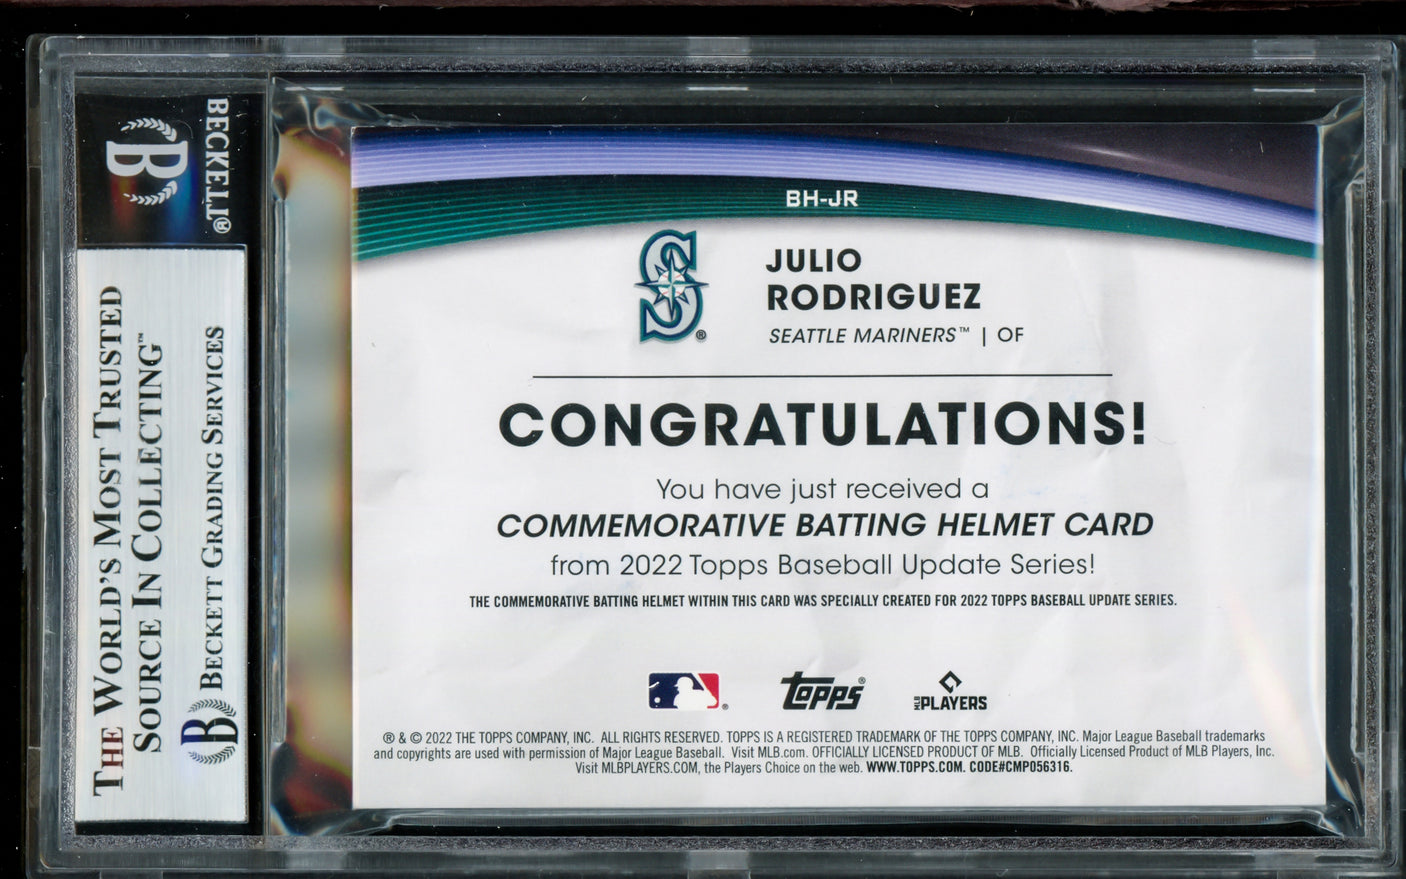 BECKETT®
B
THE WORLD'S MOST TRUSTED
SOURCE IN COLLECTING™
B BECKETT GRADING SERVICES
BH-JR
S®
JULIO
RODRIGUEZ
SEATTLE MARINERS™ | OF
CONGRATULATIONS!
You have just received a
COMMEMORATIVE BATTING HELMET CARD
from 2022 Topps Baseball Update Series!
THE COMMEMORATIVE BATTING HELMET WITHIN THIS CARD WAS SPECIALLY CREATED FOR 2022 TOPPS BASEBALL UPDATE SERIES.
® Topps® MLB PLAYERS
® & © 2022 THE TOPPS COMPANY, INC. ALL RIGHTS RESERVED. TOPPS IS A REGISTERED TRADEMARK OF THE TOPPS COMPANY, INC. Major League Baseball trademarks
and copyrights are used with permission of Major League Baseball. Visit MLB.com. OFFICIALLY LICENSED PRODUCT OF MLB. Officially Licensed Product of MLB Players, Inc.
Visit MLBPLAYERS.COM, the Players Choice on the web. WWW.TOPPS.COM. CODE#CMP056316.